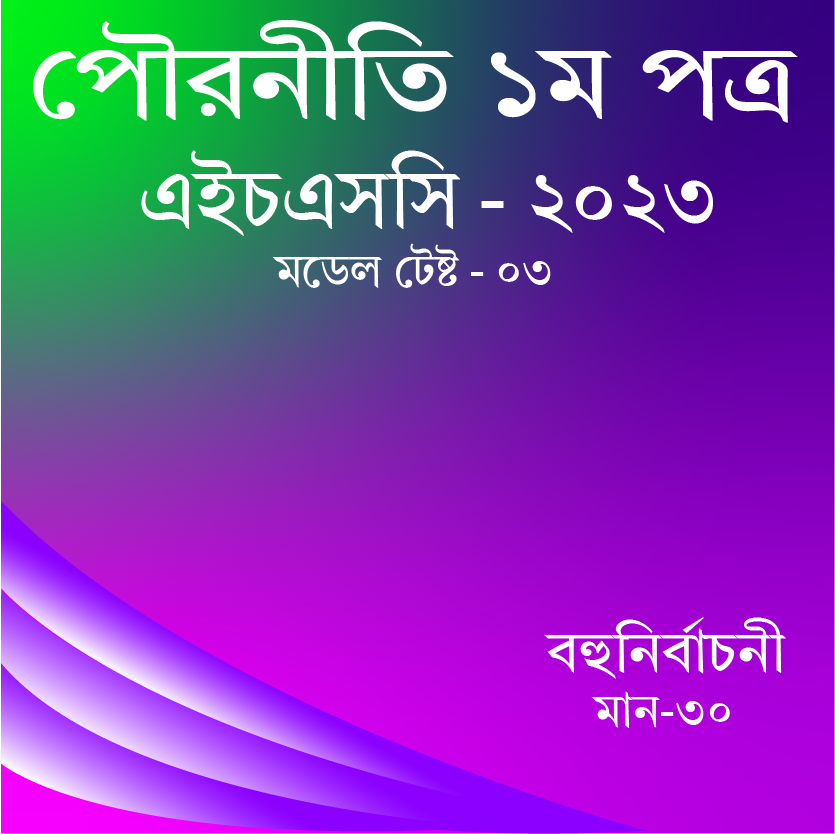 পৌরনীতি ১ম পত্র
এইচএসসি - ২০২৩
মডেল টেষ্ট - ০৩
বহুনির্বাচনী
মান-৩০